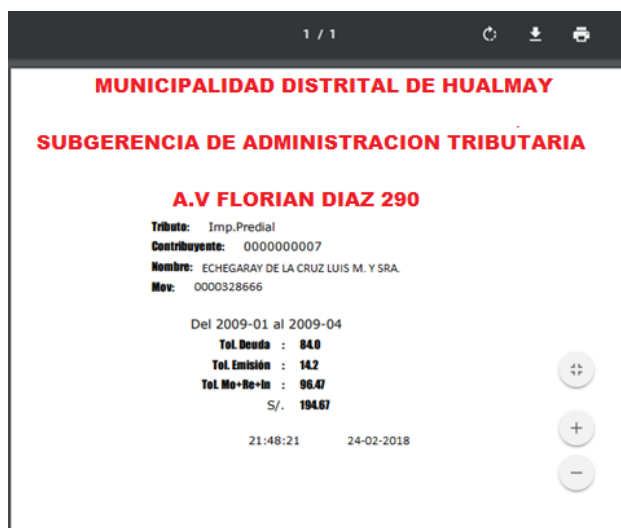 1 / 1
MUNICIPALIDAD DISTRITAL DE HUALMAY
SUBGERENCIA DE ADMINISTRACION TRIBUTARIA
A.V FLORIAN DIAZ 290
Tributo: Imp.Predial
Contribuyente: 0000000007
Nombre: ECHEGARAY DE LA CRUZ LUIS M. Y SRA.
Mov: 0000328666
Del 2009-01 al 2009-04
Tol. Deuda : 84.0
Tol. Emisión : 14.2
Tol. Mo+Re+In : 96.47
S/. 194.67
21:48:21 24-02-2018